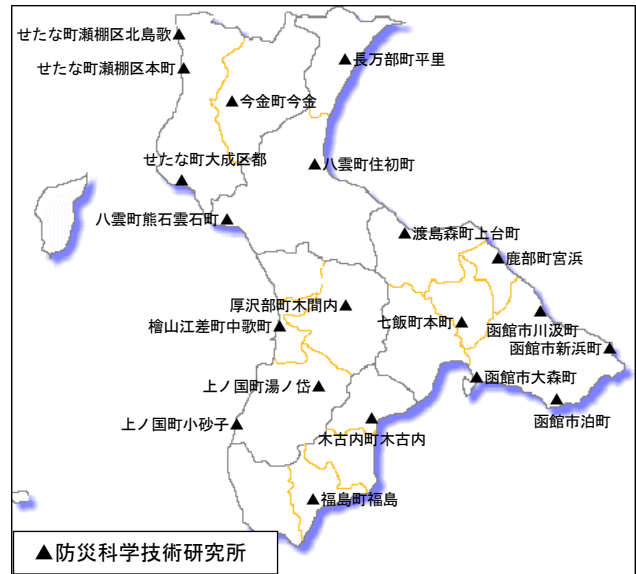 せたな町瀬棚区北島歌
長万部町平里
せたな町瀬棚区本町
今金町今金
せたな町大成区都
八雲町住初町
八雲町熊石雲石町
渡島森町上台町
鹿部町宮浜
厚沢部町木間内
七飯町本町
檜山江差町中歌町
函館市川汲町
函館市新浜町
上ノ国町湯ノ岱
函館市大森町
上ノ国町小砂子
函館市泊町
木古内町木古内
福島町福島
▲防災科学技術研究所